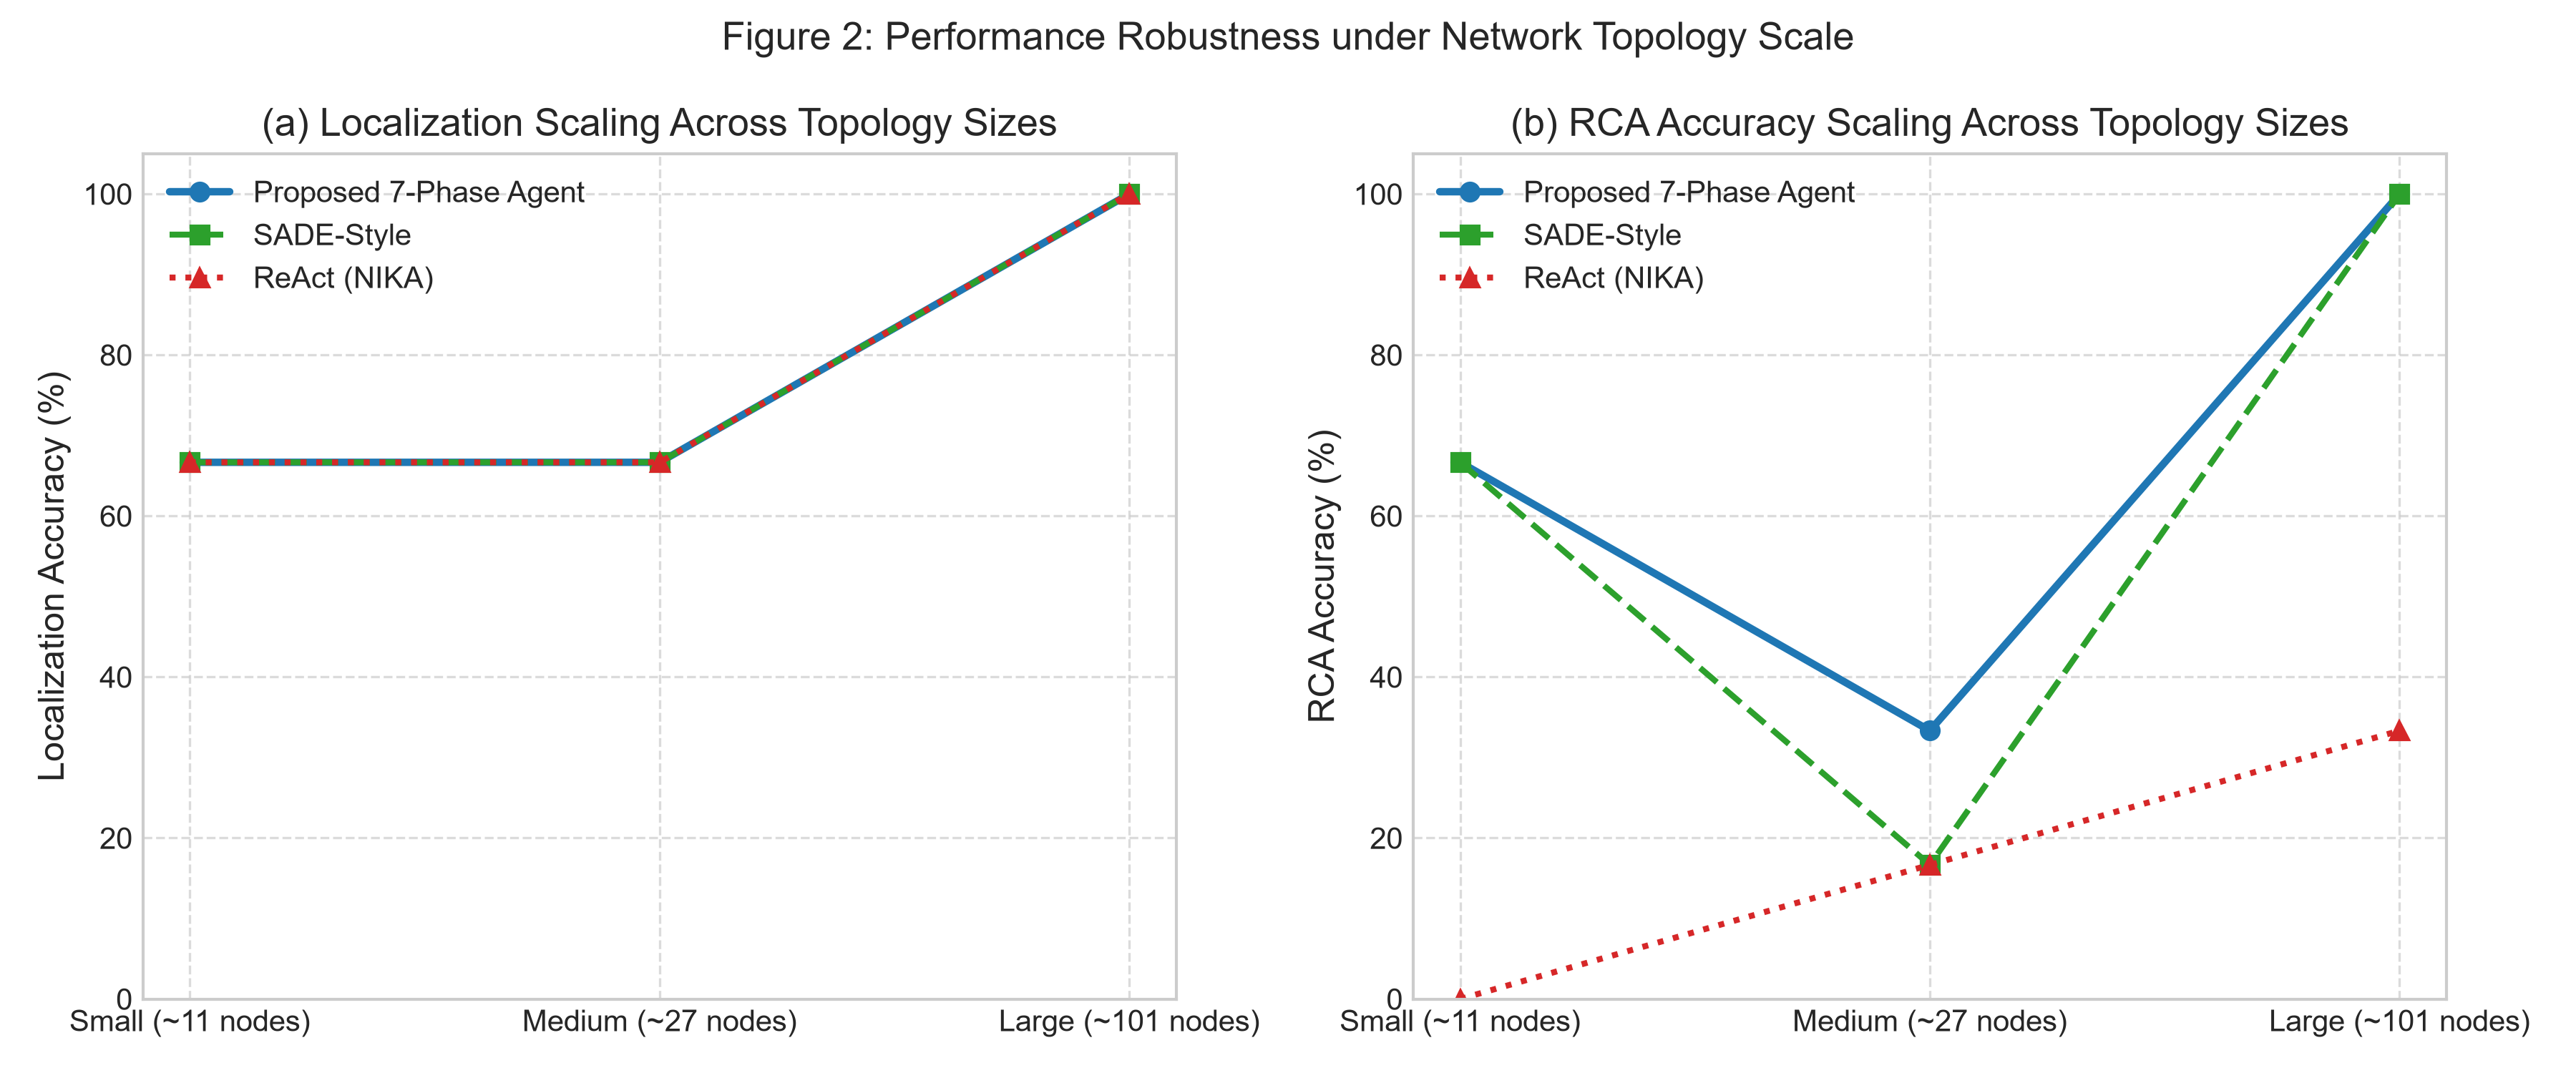 Figure 2: Performance Robustness under Network Topology Scale
(a) Localization Scaling Across Topology Sizes
Localization Accuracy (%)
100
80
60
40
20
0
Proposed 7-Phase Agent
SADE-Style
ReAct (NIKA)
Small (~11 nodes)
Medium (~27 nodes)
Large (~101 nodes)
(b) RCA Accuracy Scaling Across Topology Sizes
RCA Accuracy (%)
100
80
60
40
20
0
Proposed 7-Phase Agent
SADE-Style
ReAct (NIKA)
Small (~11 nodes)
Medium (~27 nodes)
Large (~101 nodes)